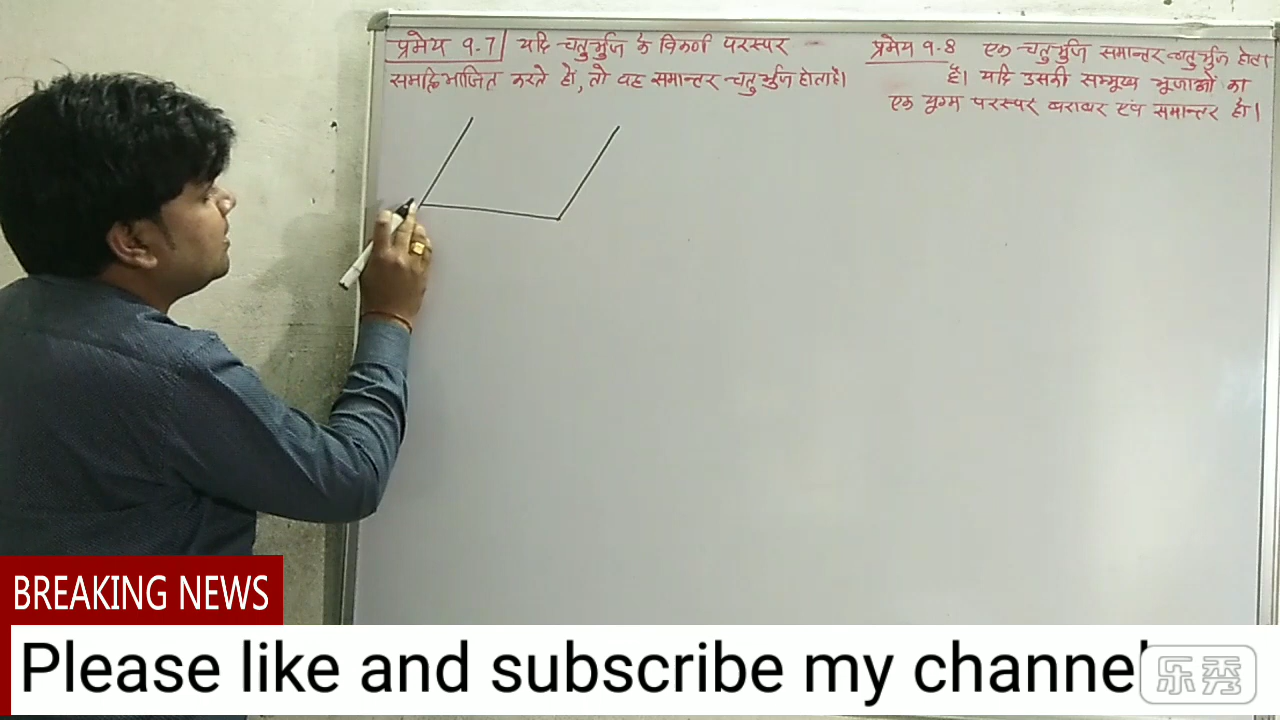 प्रमेय 9.7 यदि चतुर्भुज के विकर्ण परस्पर
समद्विभाजित करते हों, तो वह समान्तर चतुर्भुज होता है।
प्रमेय 9.8 एक चतुर्भुज समान्तर चतुर्भुज होता
है। यदि उसकी सम्मुख भुजाओं का
एक युग्म परस्पर बराबर एवं समान्तर हो।
BREAKING NEWS
Please like and subscribe my channel
乐秀